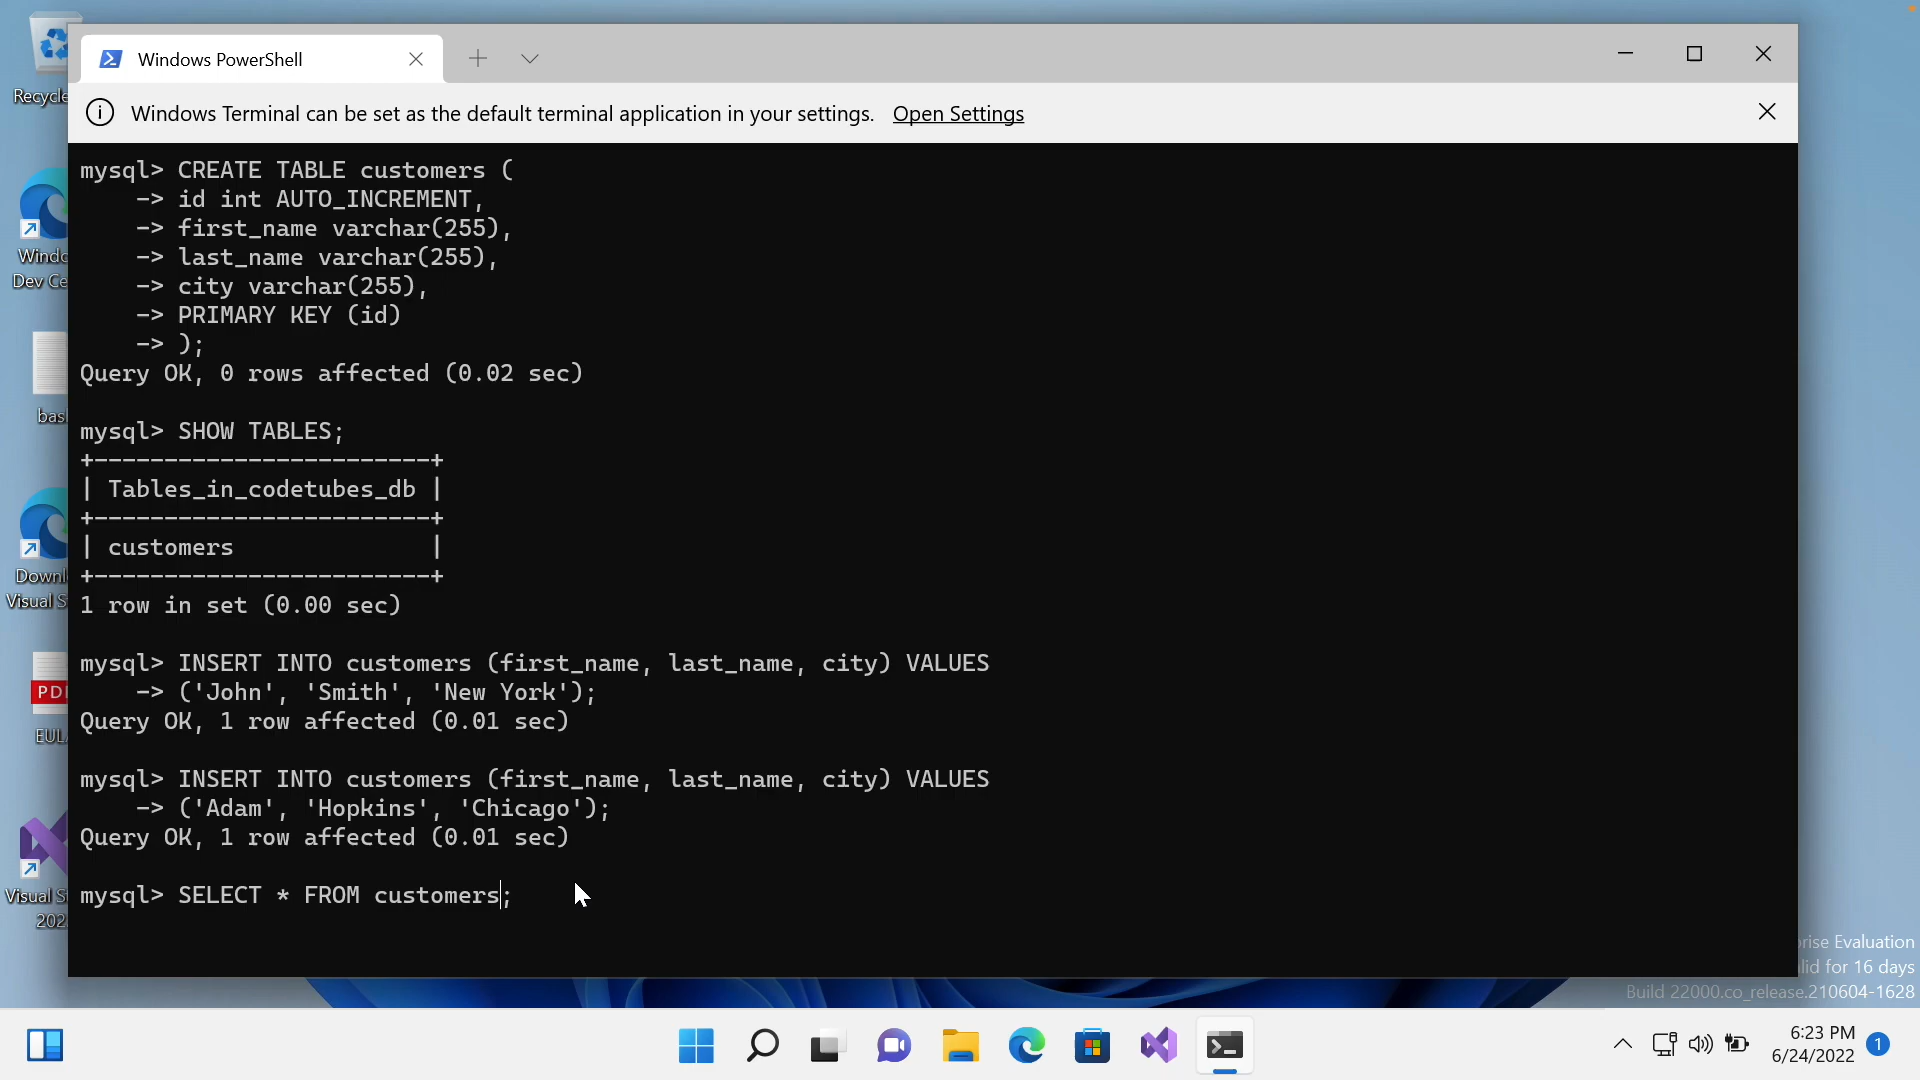 Windows PowerShell
Windows Terminal can be set as the default terminal application in your settings. Open Settings
mysql> CREATE TABLE customers (
    -> id int AUTO_INCREMENT,
    -> first_name varchar(255),
    -> last_name varchar(255),
    -> city varchar(255),
    -> PRIMARY KEY (id)
    -> );
Query OK, 0 rows affected (0.02 sec)
mysql> SHOW TABLES;
+------------------------+
| Tables_in_codetubes_db |
+------------------------+
| customers              |
+------------------------+
1 row in set (0.00 sec)
mysql> INSERT INTO customers (first_name, last_name, city) VALUES
    -> ('John', 'Smith', 'New York');
Query OK, 1 row affected (0.01 sec)
mysql> INSERT INTO customers (first_name, last_name, city) VALUES
    -> ('Adam', 'Hopkins', 'Chicago');
Query OK, 1 row affected (0.01 sec)
mysql> SELECT * FROM customers;
Recycle
Windo
Dev Ce
bas
Downl
Visual S
PDF
EUL
Visual S
202
prise Evaluation
lid for 16 days
Build 22000.co_release.210604-1628
6:23 PM
6/24/2022
1